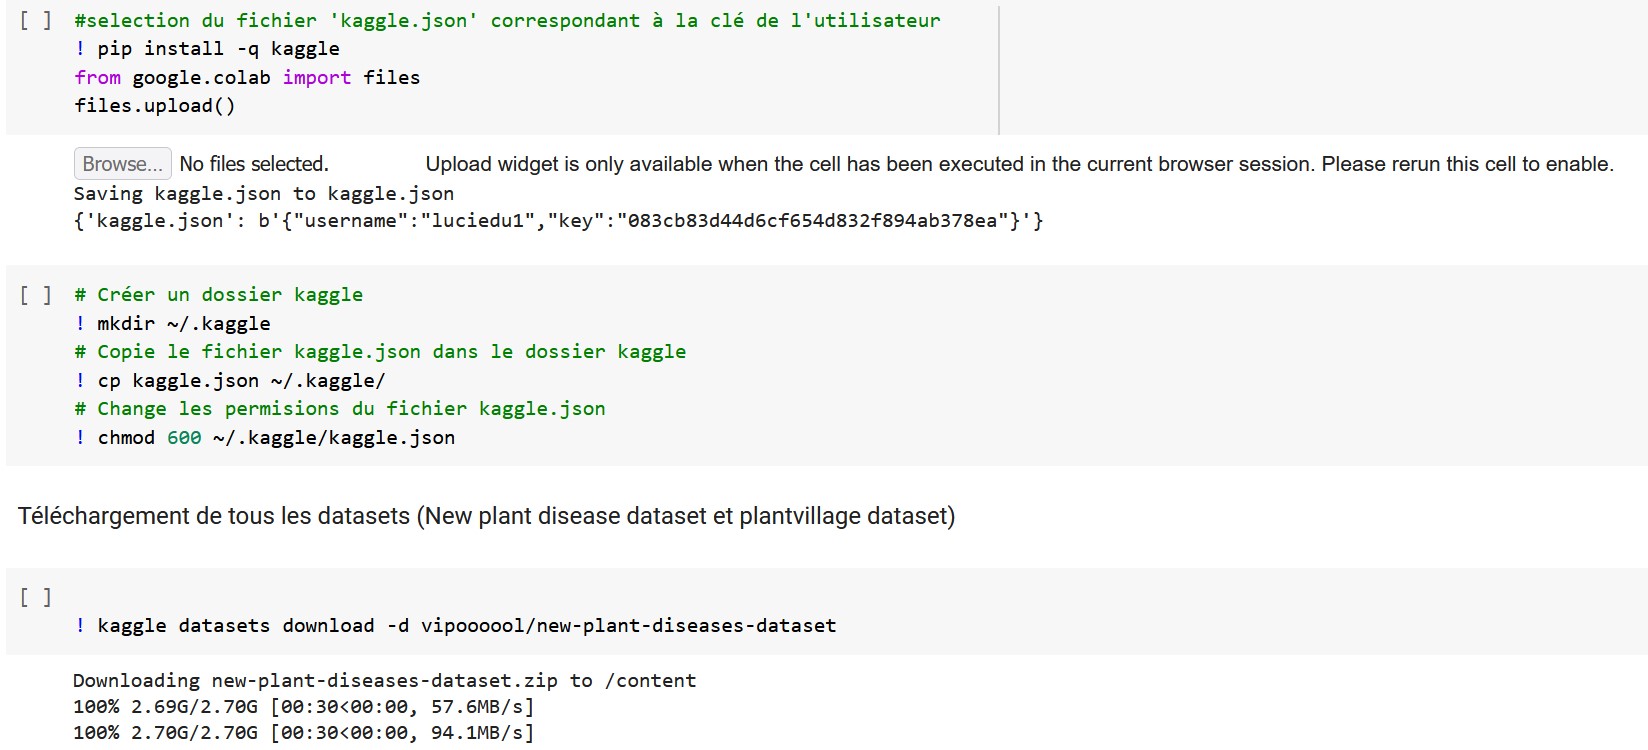 [ ] #selection du fichier 'kaggle.json' correspondant à la clé de l'utilisateur
! pip install -q kaggle
from google.colab import files
files.upload()
Browse... No files selected. Upload widget is only available when the cell has been executed in the current browser session. Please rerun this cell to enable.
Saving kaggle.json to kaggle.json
{'kaggle.json': b'{"username":"luciedu1","key":"083cb83d44d6cf654d832f894ab378ea"}'}
[ ] # Créer un dossier kaggle
! mkdir ~/.kaggle
# Copie le fichier kaggle.json dans le dossier kaggle
! cp kaggle.json ~/.kaggle/
# Change les permisions du fichier kaggle.json
! chmod 600 ~/.kaggle/kaggle.json
Téléchargement de tous les datasets (New plant disease dataset et plantvillage dataset)
[ ]
! kaggle datasets download -d vipoooool/new-plant-diseases-dataset
Downloading new-plant-diseases-dataset.zip to /content
100% 2.69G/2.70G [00:30<00:00, 57.6MB/s]
100% 2.70G/2.70G [00:30<00:00, 94.1MB/s]